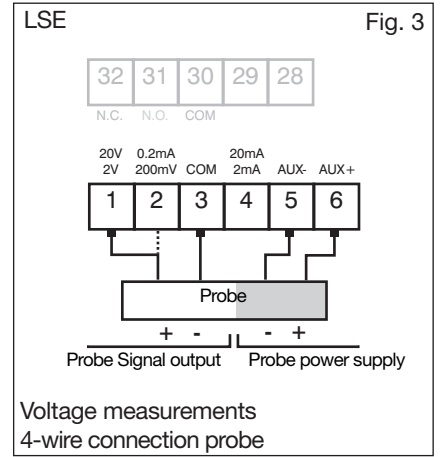 LSE Fig. 3
32 31 30 29 28
N.C. N.O. COM
20V 0.2mA 20mA
2V 200mV COM 2mA AUX- AUX+
1 2 3 4 5 6
Probe
+ - - +
Probe Signal output Probe power supply
Voltage measurements
4-wire connection probe